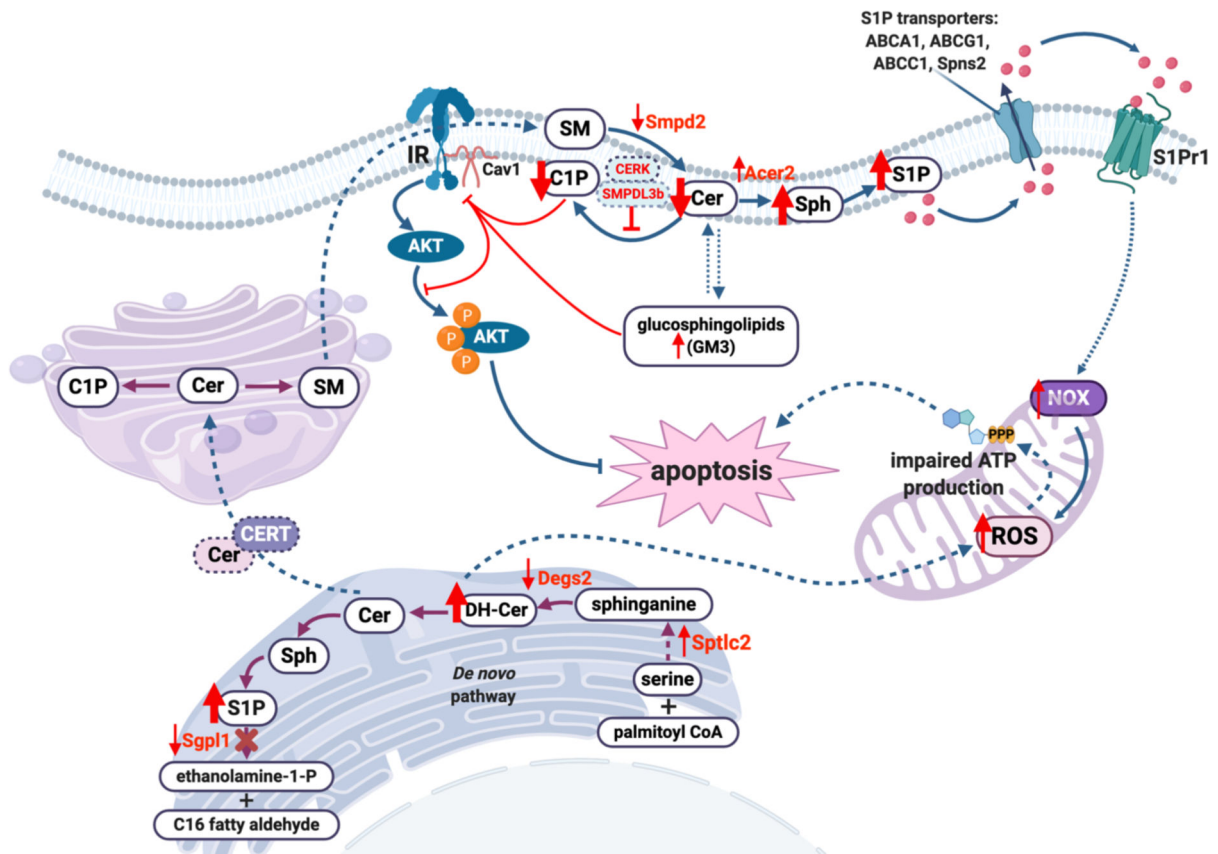 S1P transporters:
ABCA1, ABCG1,
ABCC1, Spns2
SM
Smpd2
IR
Cav1
C1P
CERK
SMPDL3b
Cer
Acer2
Sph
S1P
S1Pr1
AKT
P
P
P
AKT
glucosphingolipids
(GM3)
C1P
Cer
SM
NOX
PPP
impaired ATP
production
apoptosis
ROS
CERT
Cer
Degs2
DH-Cer
sphinganine
Cer
Sptlc2
Sph
De novo
pathway
serine
+
palmitoyl CoA
S1P
Sgpl1
ethanolamine-1-P
+
C16 fatty aldehyde